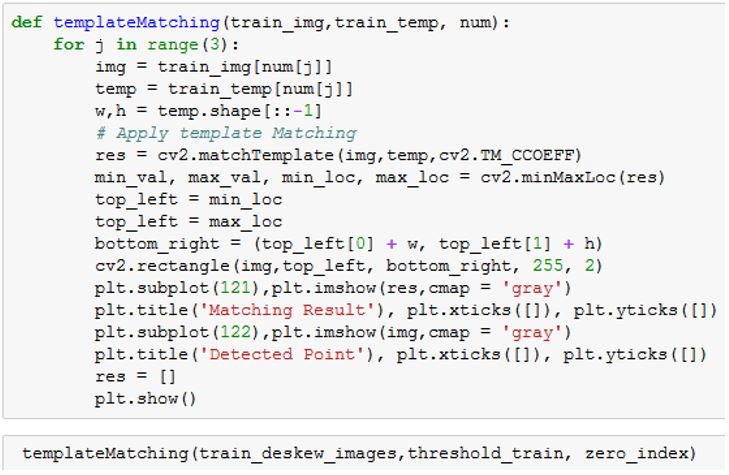 def templateMatching(train_img,train_temp, num):
    for j in range(3):
        img = train_img[num[j]]
        temp = train_temp[num[j]]
        w,h = temp.shape[::-1]
        # Apply template Matching
        res = cv2.matchTemplate(img,temp,cv2.TM_CCOEFF)
        min_val, max_val, min_loc, max_loc = cv2.minMaxLoc(res)
        top_left = min_loc
        top_left = max_loc
        bottom_right = (top_left[0] + w, top_left[1] + h)
        cv2.rectangle(img,top_left, bottom_right, 255, 2)
        plt.subplot(121),plt.imshow(res,cmap = 'gray')
        plt.title('Matching Result'), plt.xticks([]), plt.yticks([])
        plt.subplot(122),plt.imshow(img,cmap = 'gray')
        plt.title('Detected Point'), plt.xticks([]), plt.yticks([])
        res = []
        plt.show()
templateMatching(train_deskew_images,threshold_train, zero_index)